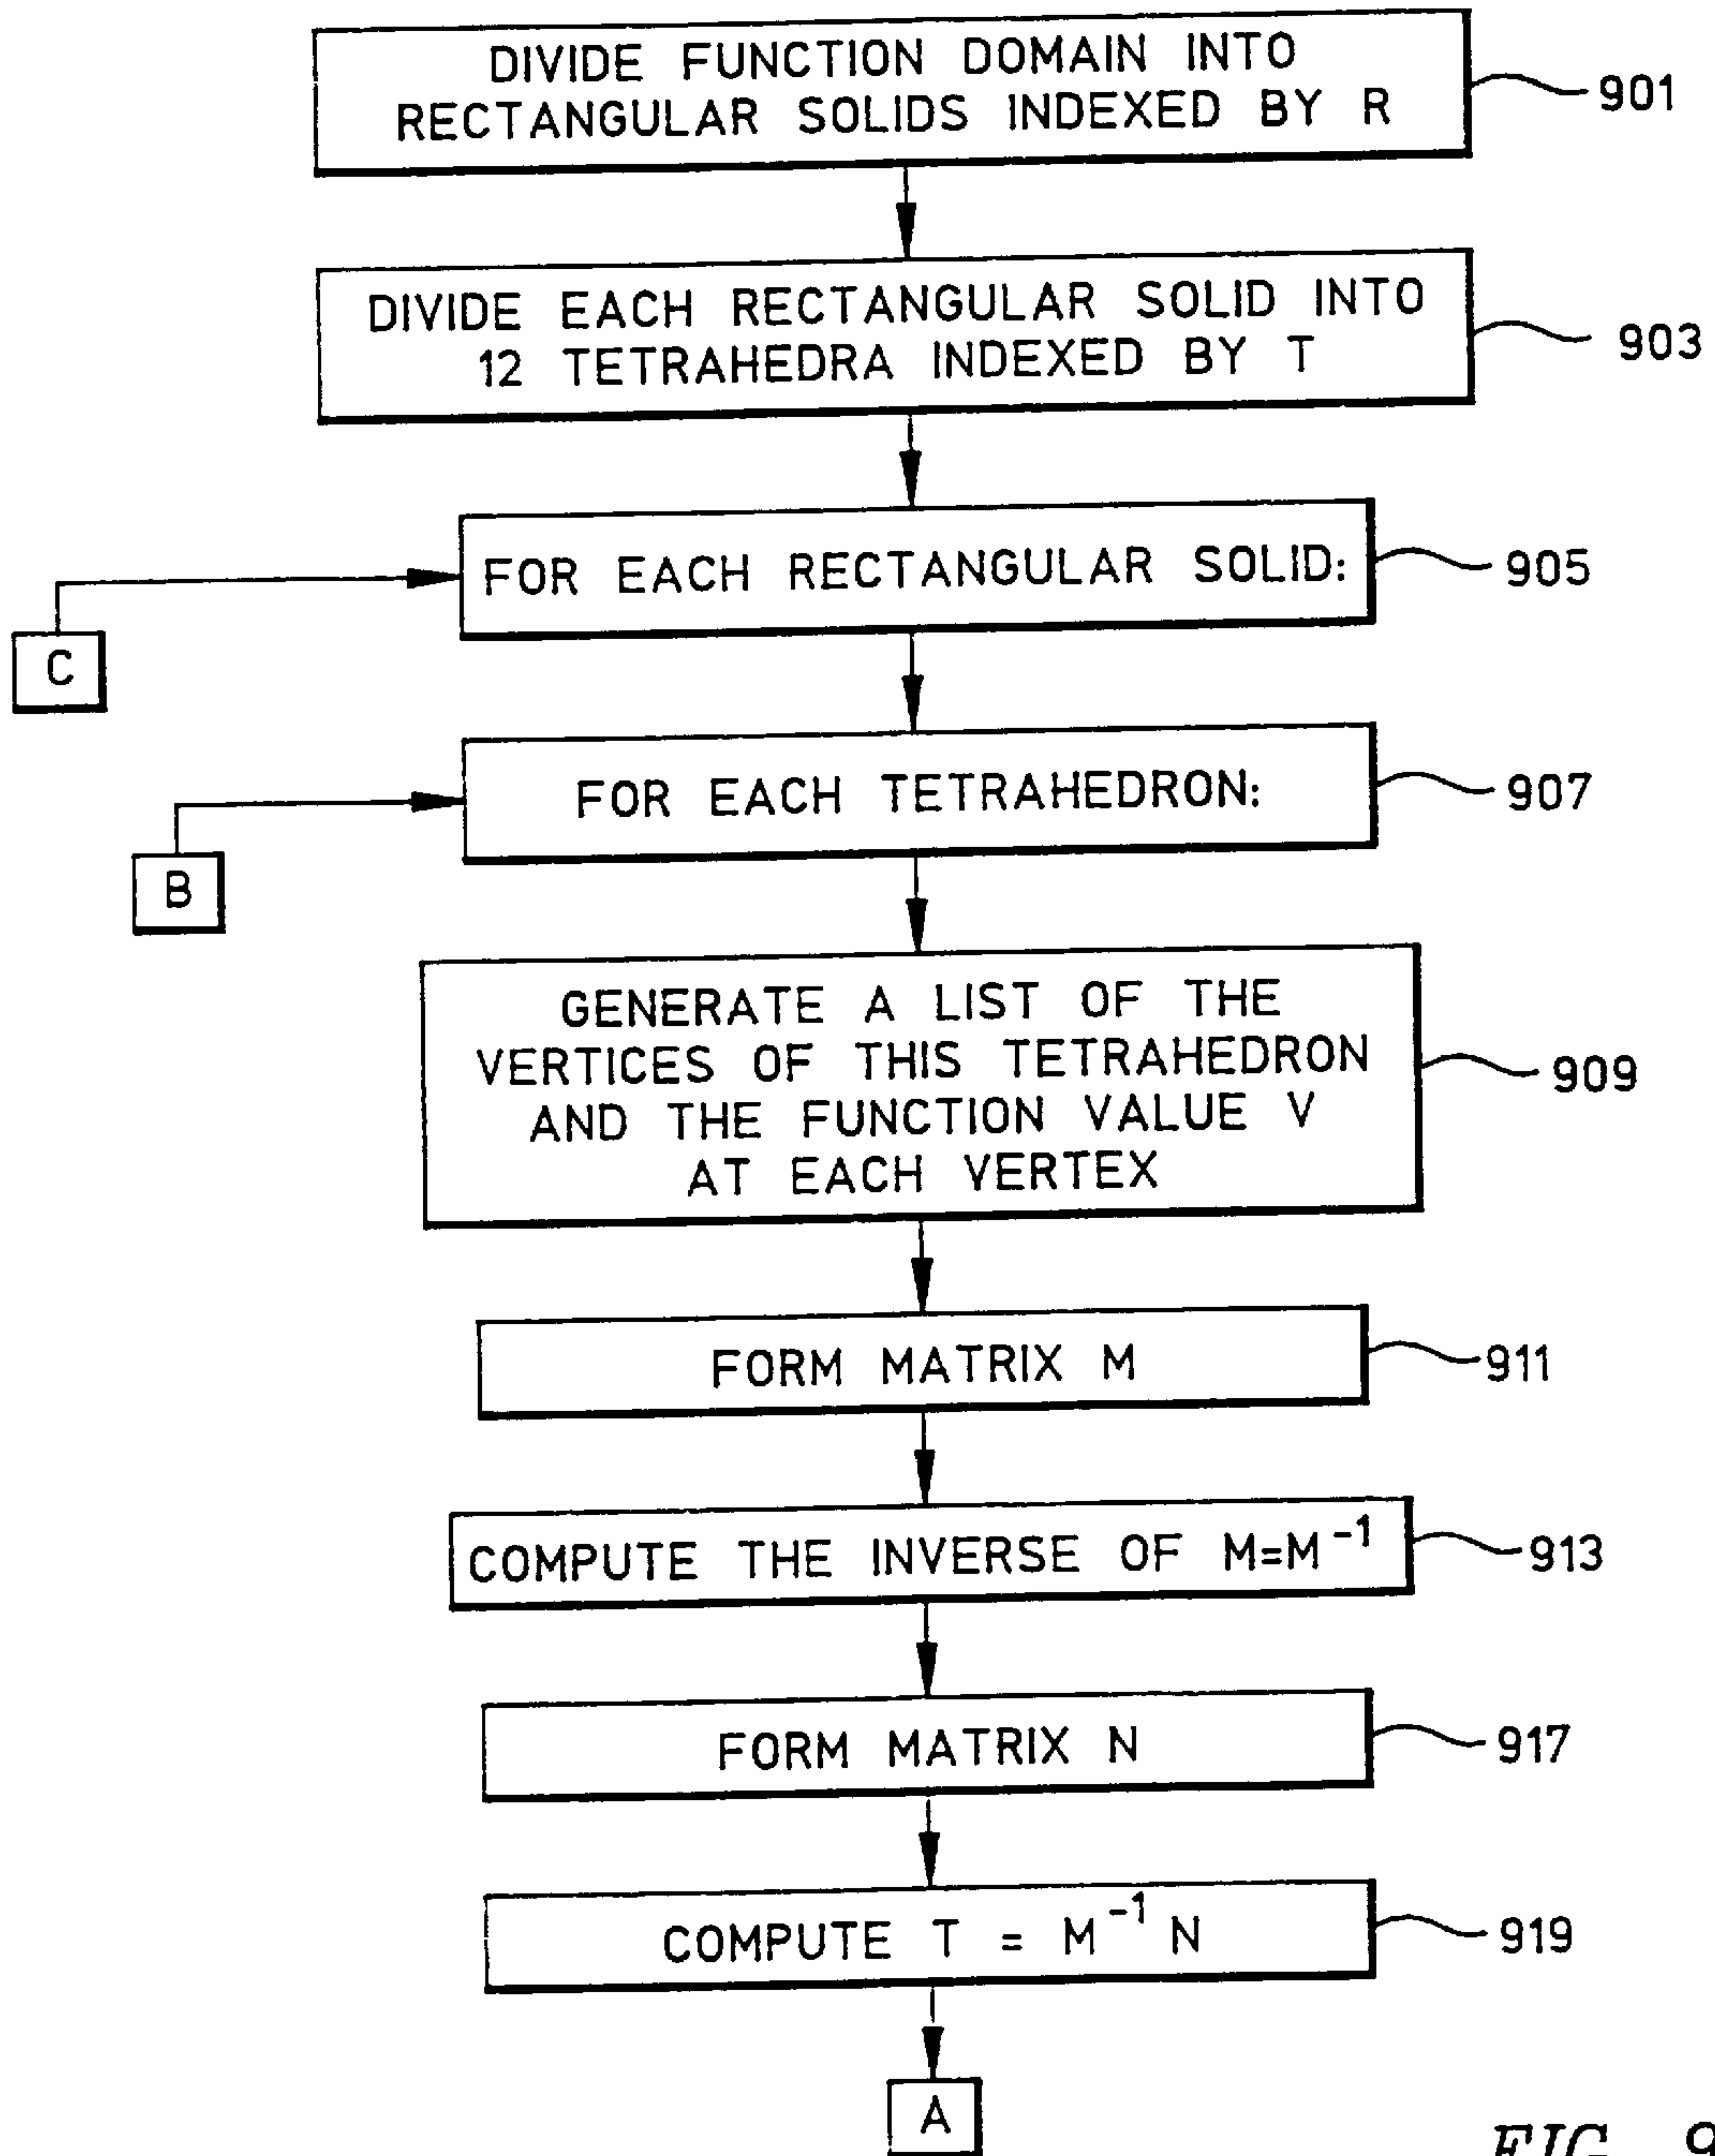 DIVIDE FUNCTION DOMAIN INTO
RECTANGULAR SOLIDS INDEXED BY R
901
DIVIDE EACH RECTANGULAR SOLID INTO
12 TETRAHEDRA INDEXED BY T
903
FOR EACH RECTANGULAR SOLID:
905
C
FOR EACH TETRAHEDRON:
907
B
GENERATE A LIST OF THE
VERTICES OF THIS TETRAHEDRON
AND THE FUNCTION VALUE V
AT EACH VERTEX
909
FORM MATRIX M
911
COMPUTE THE INVERSE OF M=M⁻¹
913
FORM MATRIX N
917
COMPUTE T = M⁻¹ N
919
A
FIG. 9